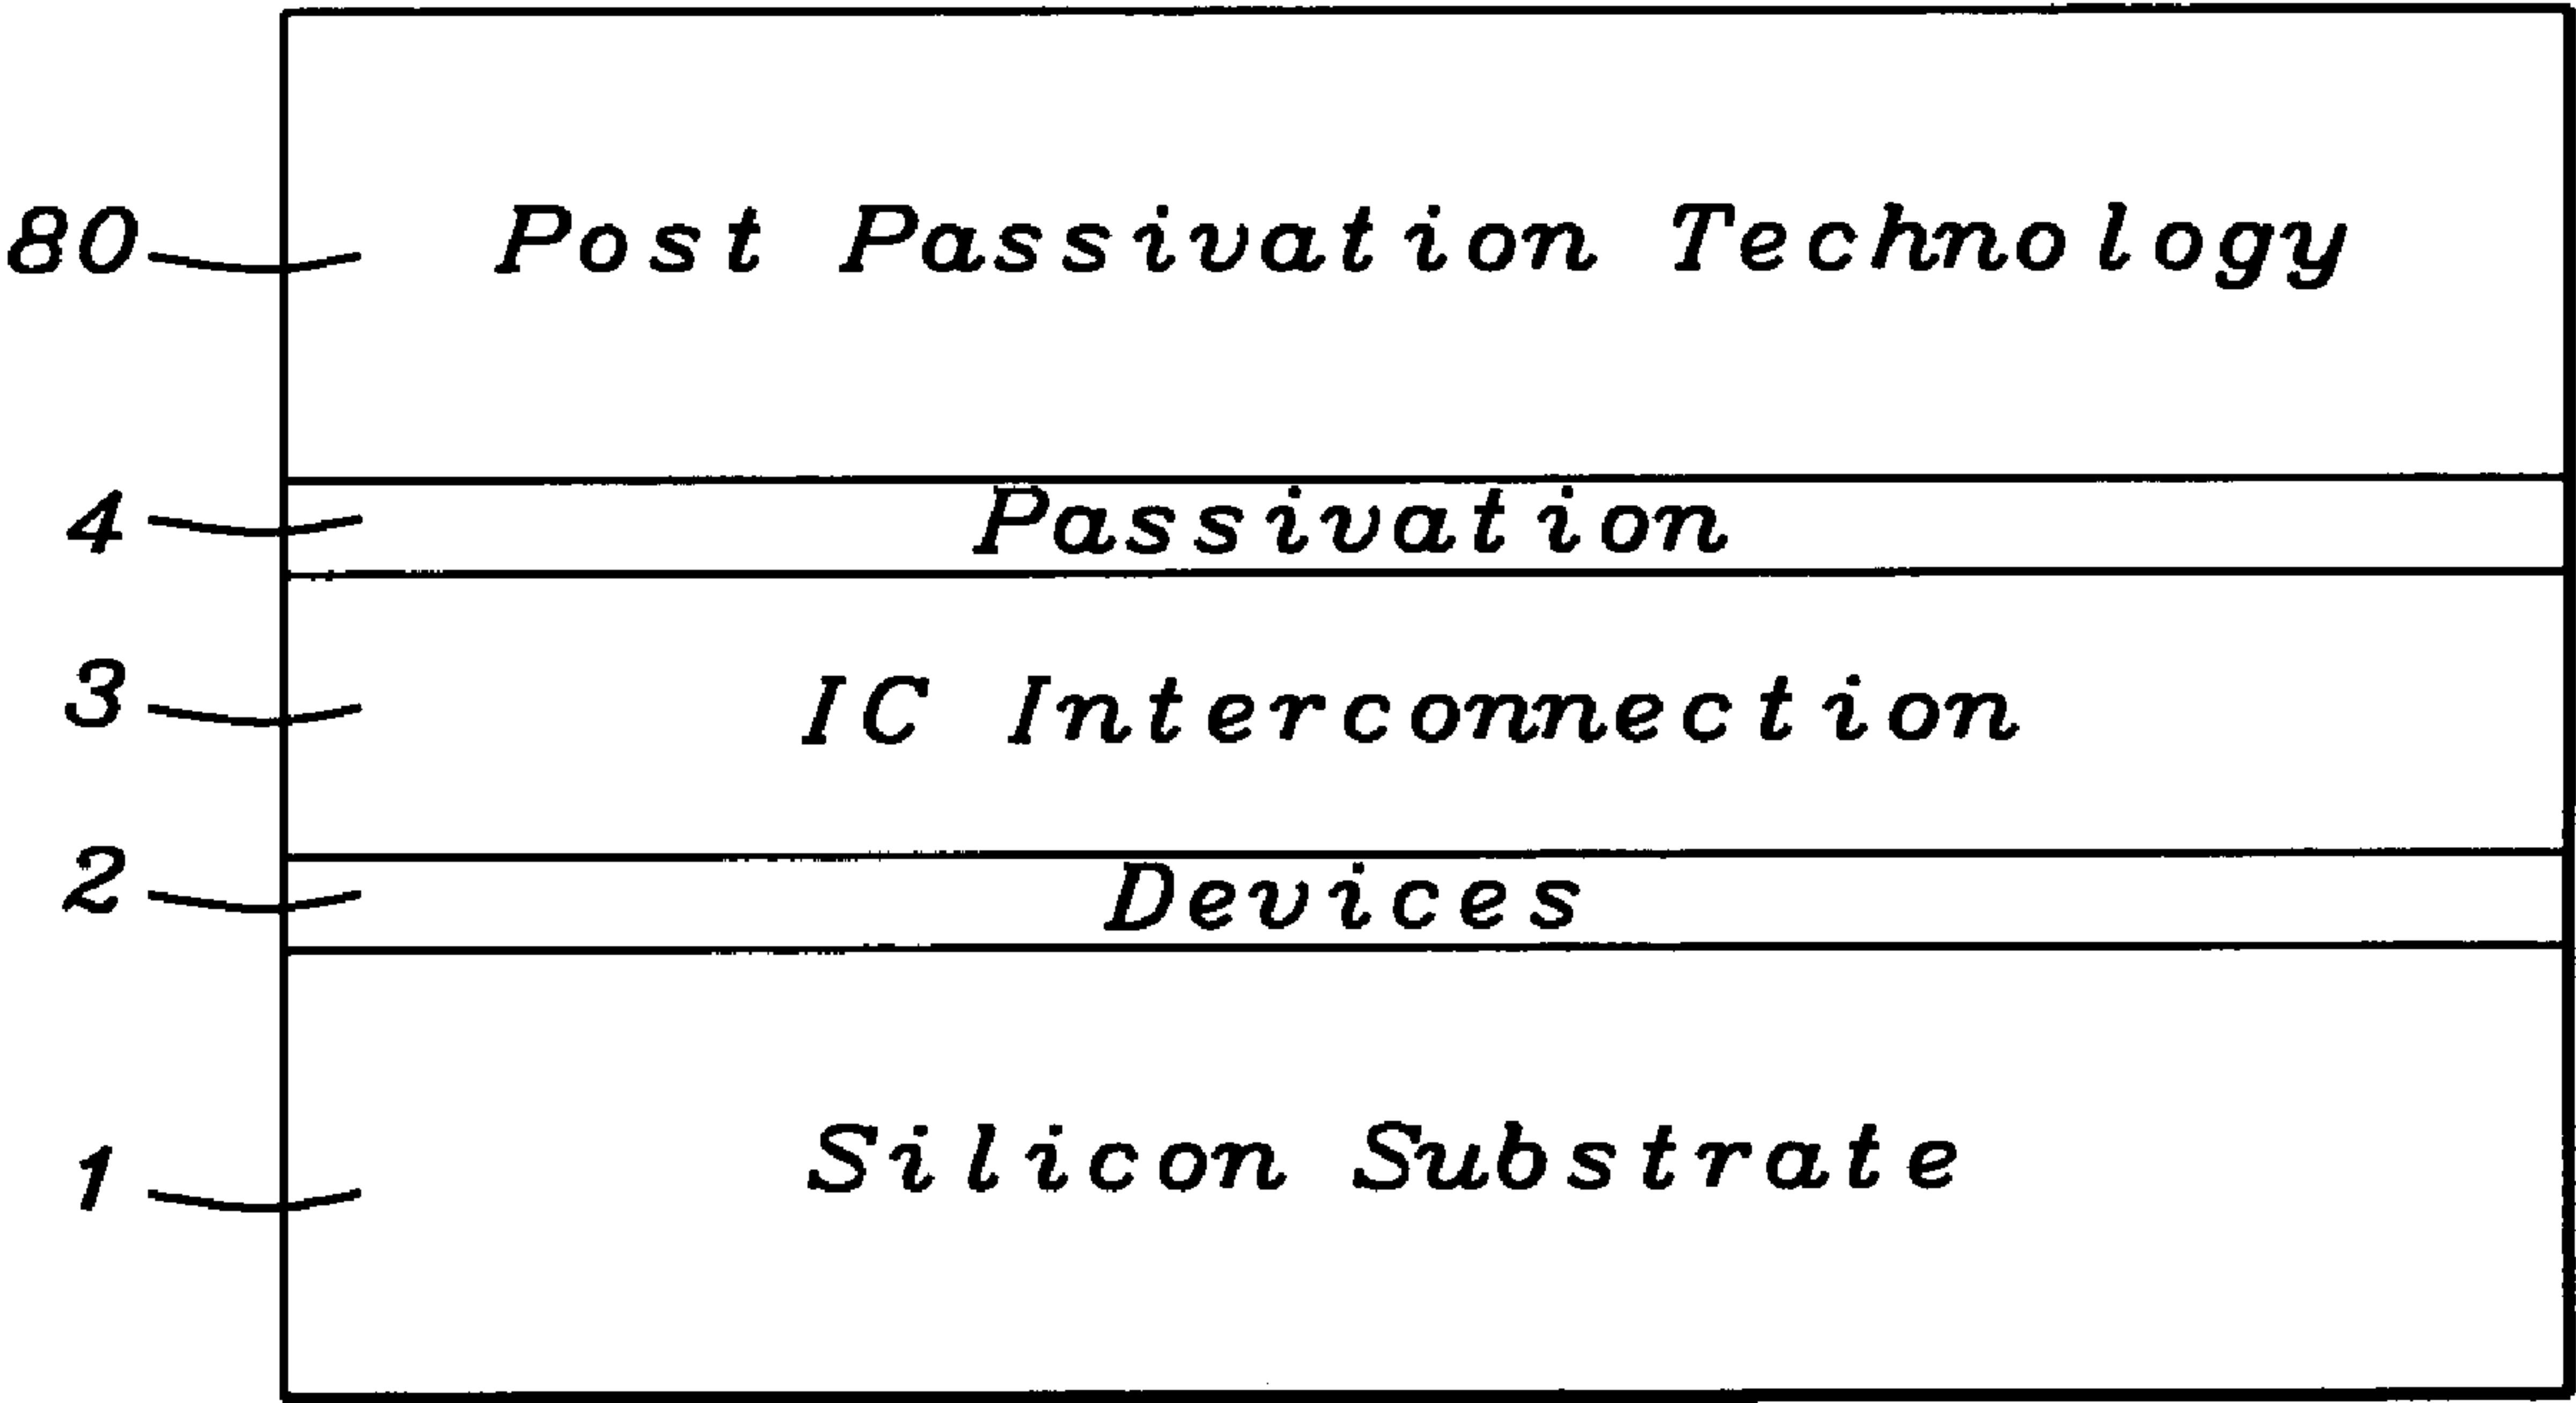 80 Post Passivation Technology
4 Passivation
3 IC Interconnection
2 Devices
1 Silicon Substrate